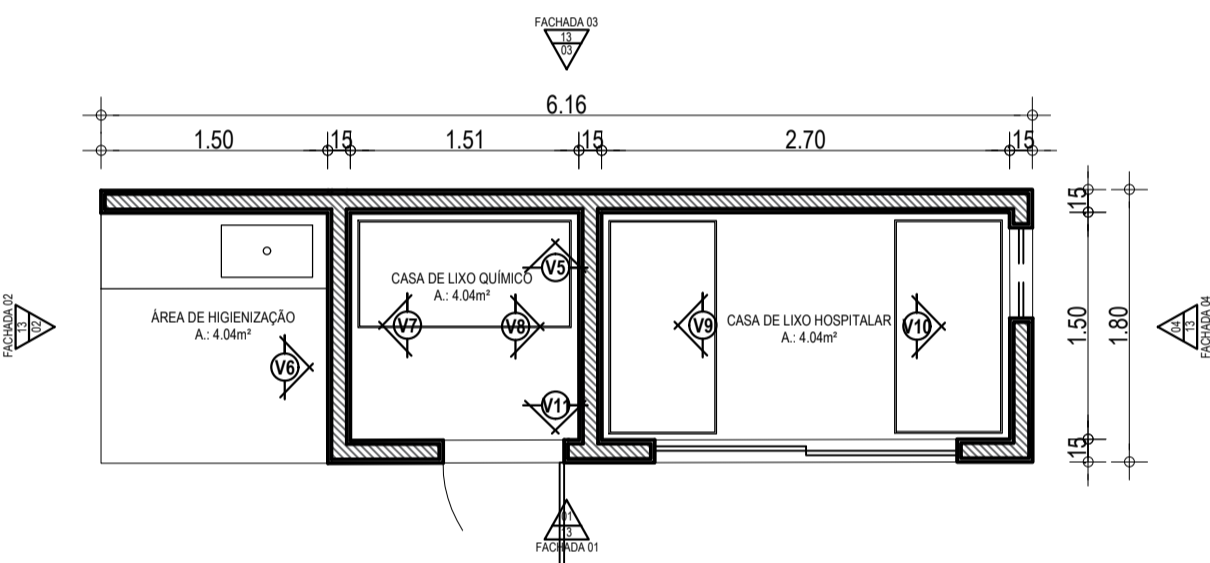 FACHADA 03
13
03
6.16
1.50
15
1.51
15
2.70
15
15
1.50
1.80
15
FACHADA 02
13
02
04
13
FACHADA 04
CASA DE LIXO QUÍMICO
A.: 4.04m²
V5
ÁREA DE HIGIENIZAÇÃO
A.: 4.04m²
V7
V8
V9
CASA DE LIXO HOSPITALAR
A.: 4.04m²
V10
V6
V11
01
13
FACHADA 01